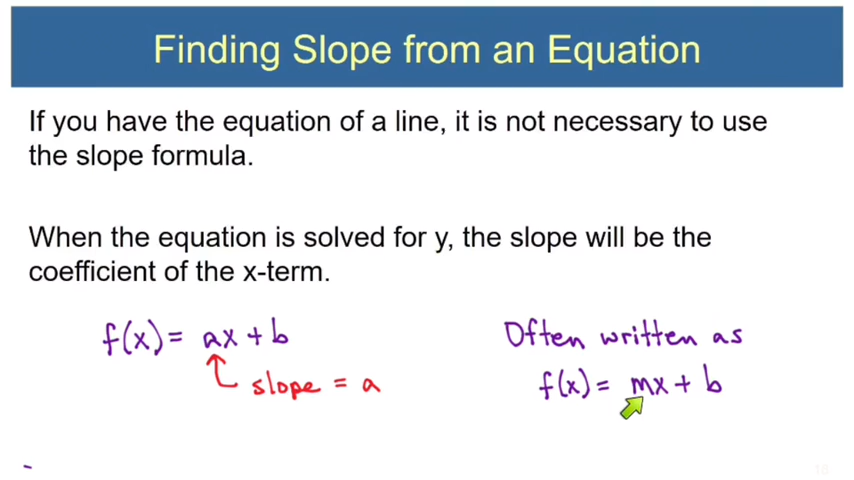 Finding Slope from an Equation
If you have the equation of a line, it is not necessary to use
the slope formula.
When the equation is solved for y, the slope will be the
coefficient of the x-term.
f(x) = ax + b
slope = a
Often written as
f(x) = mx + b
16